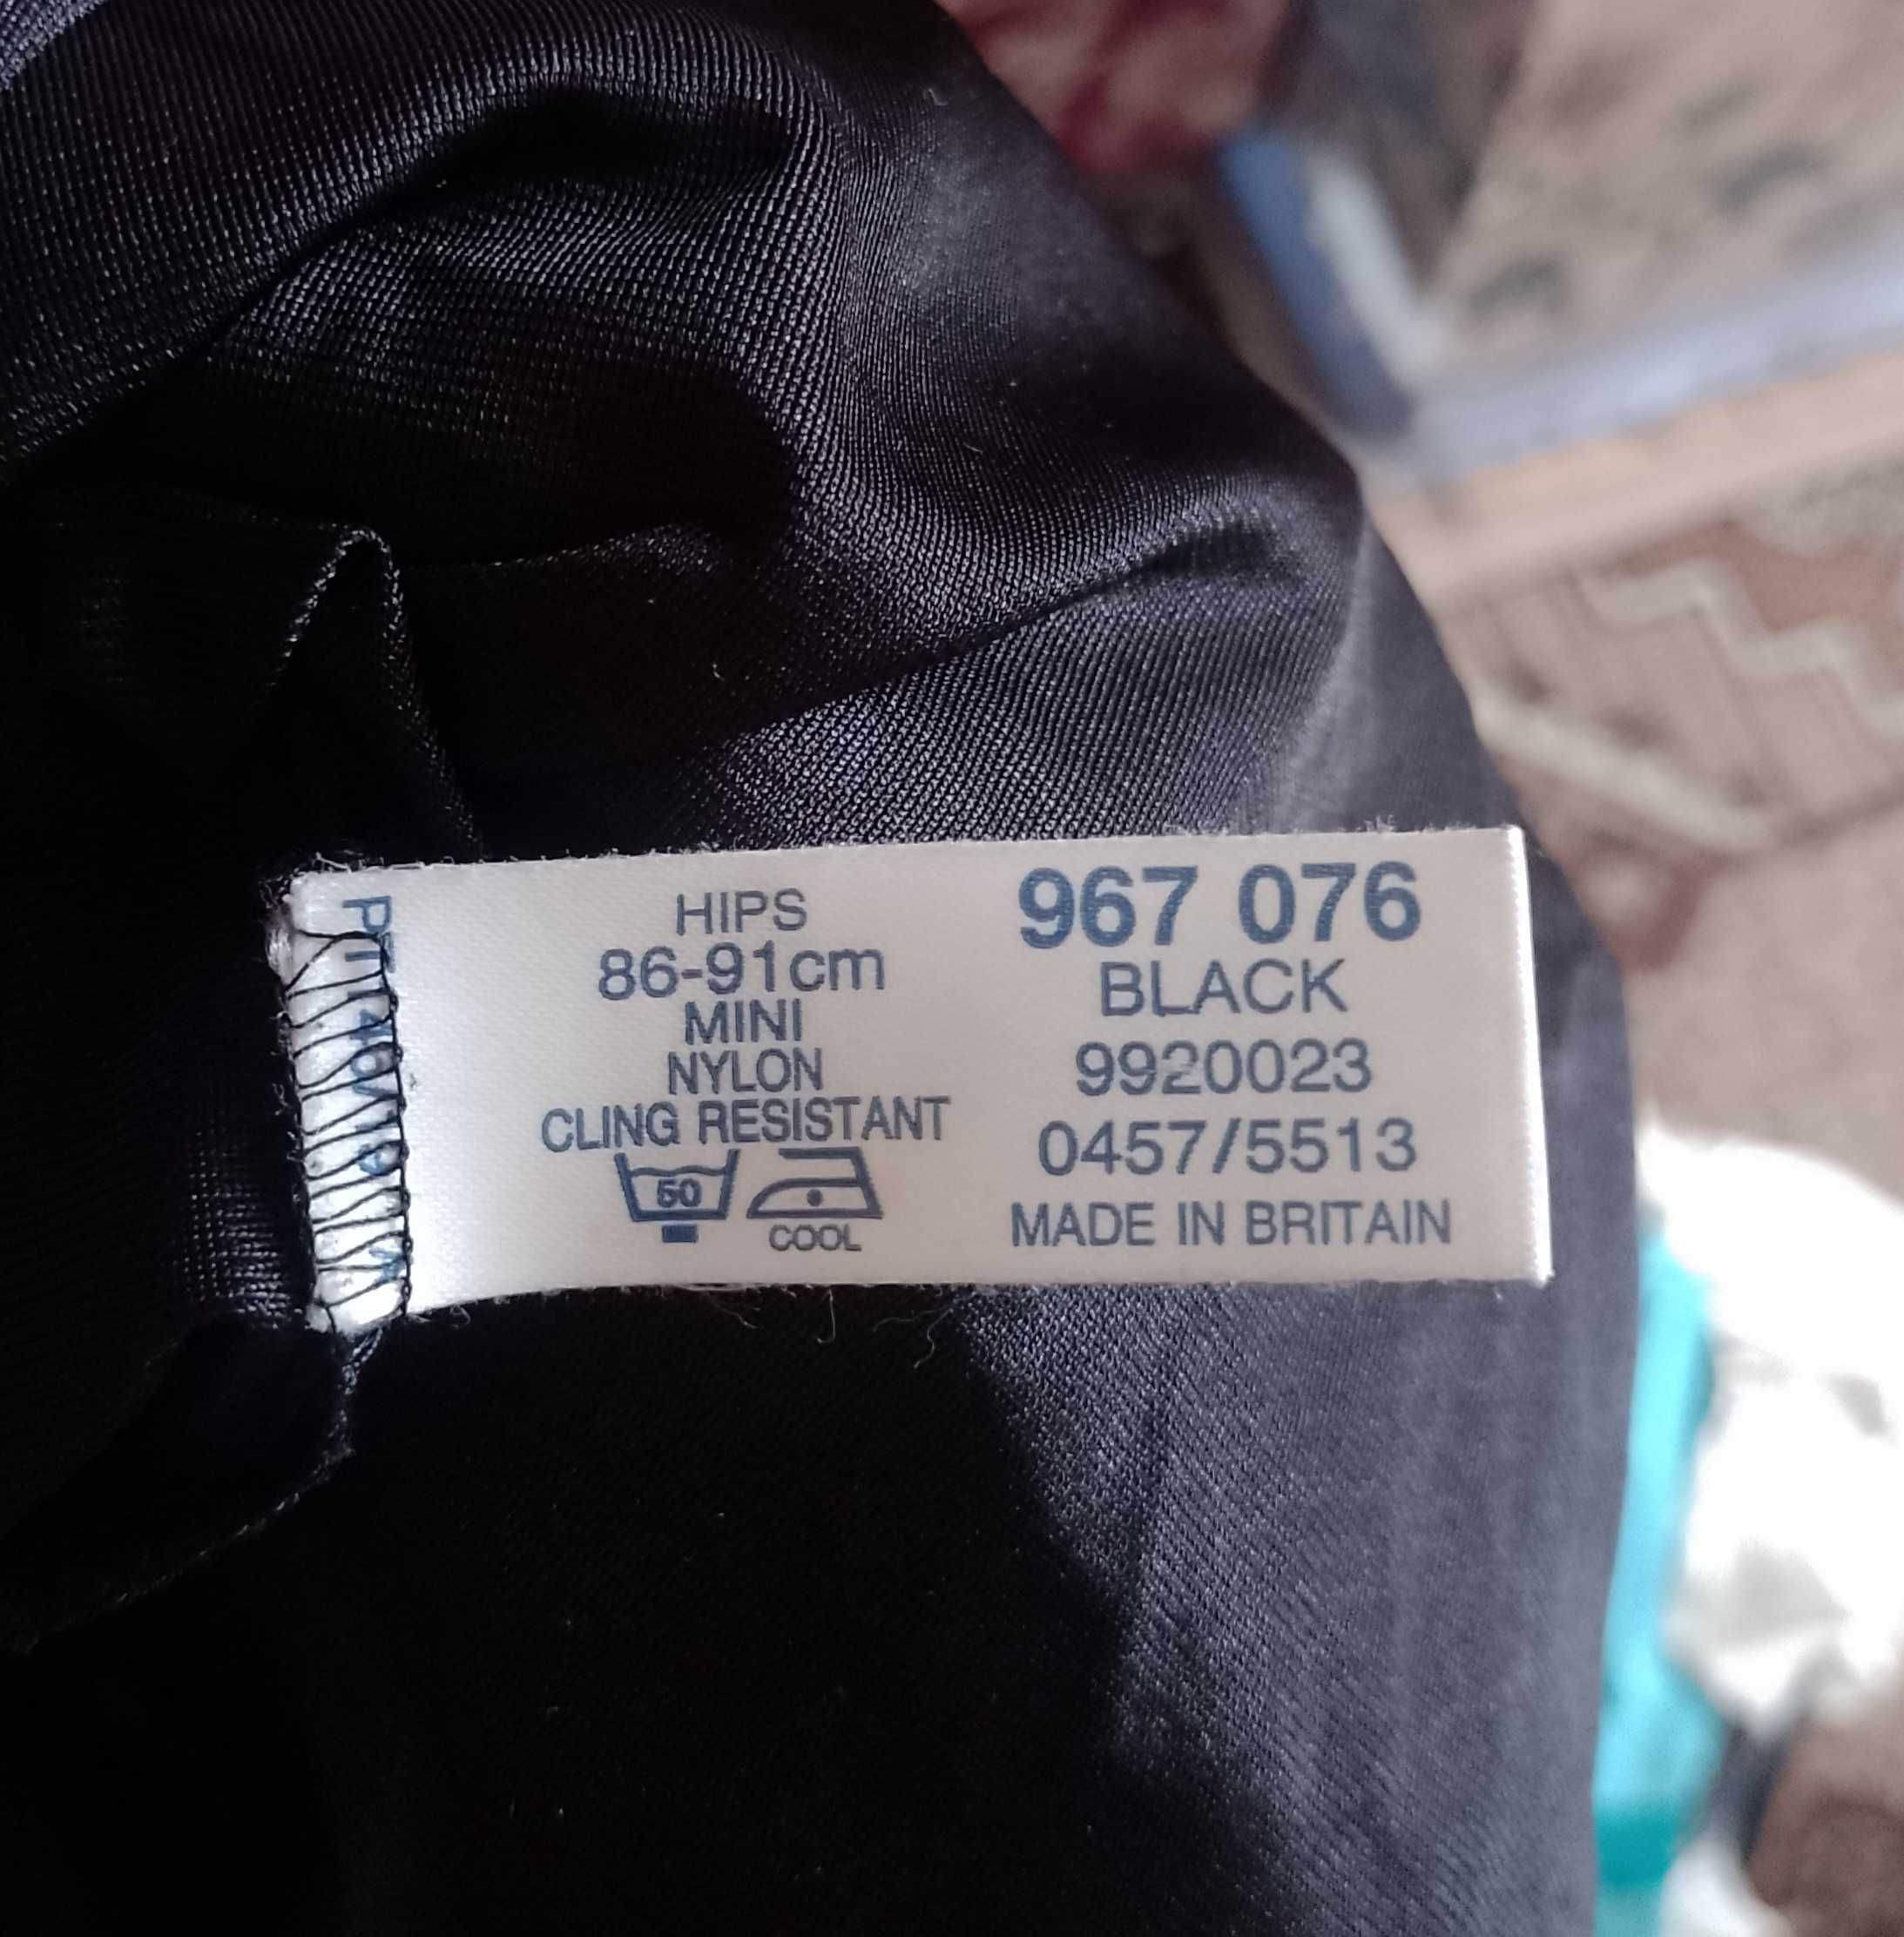 HIPS
86-91cm
MINI
NYLON
CLING RESISTANT
50
COOL
967 076
BLACK
9920023
0457/5513
MADE IN BRITAIN